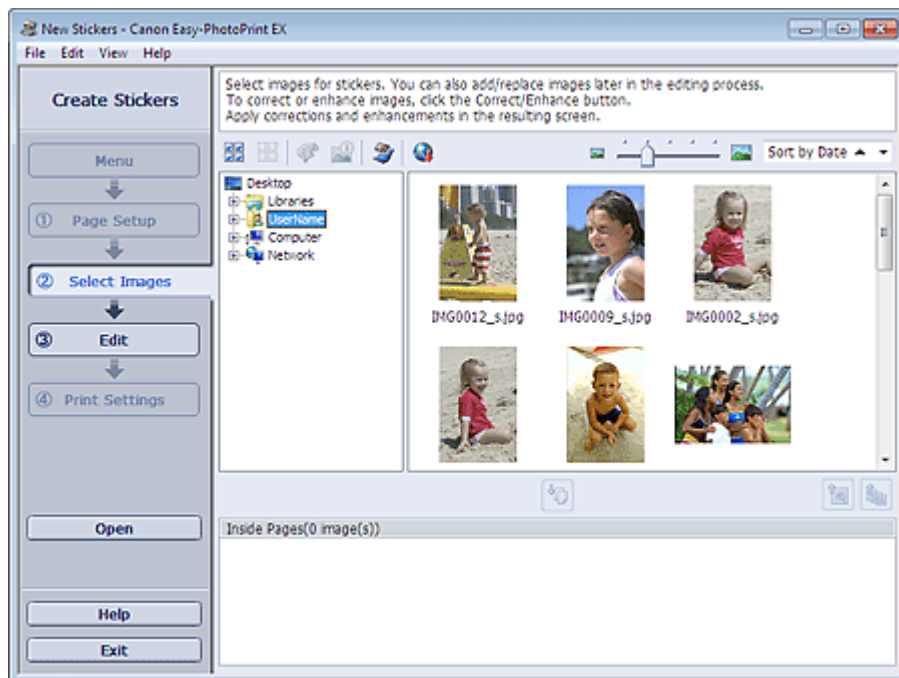 New Stickers - Canon Easy-PhotoPrint EX
File Edit View Help
Create Stickers
Select images for stickers. You can also add/replace images later in the editing process.
To correct or enhance images, click the Correct/Enhance button.
Apply corrections and enhancements in the resulting screen.
Menu
① Page Setup
② Select Images
③ Edit
④ Print Settings
Open
Help
Exit
Sort by Date
Desktop
Libraries
UserName
Computer
Network
IMG0012_s.jpg IMG0009_s.jpg IMG0002_s.jpg
Inside Pages(0 image(s))